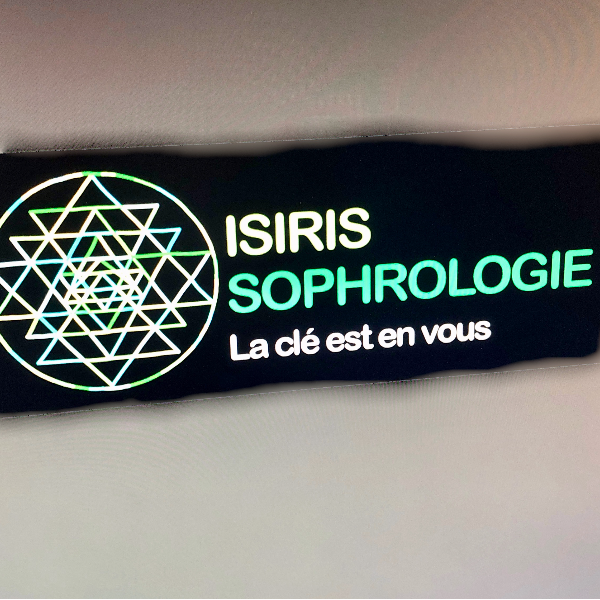 ISIRIS
SOPHROLOGIE
La clé est en vous